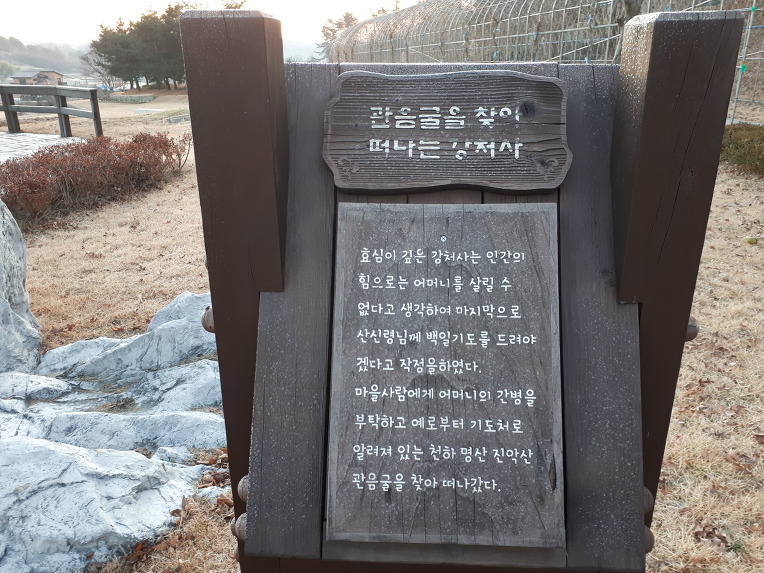 관음굴을 찾아
떠나는 강처사
효심이 깊은 강처사는 인간의
힘으로는 어머니를 살릴 수
없다고 생각하여 마지막으로
산신령님께 백일기도를 드려야
겠다고 작정을하였다.
마을사람에게 어머니의 간병을
부탁하고 예로부터 기도처로
알려져 있는 천하 명산 진악산
관음굴을 찾아 떠나갔다.